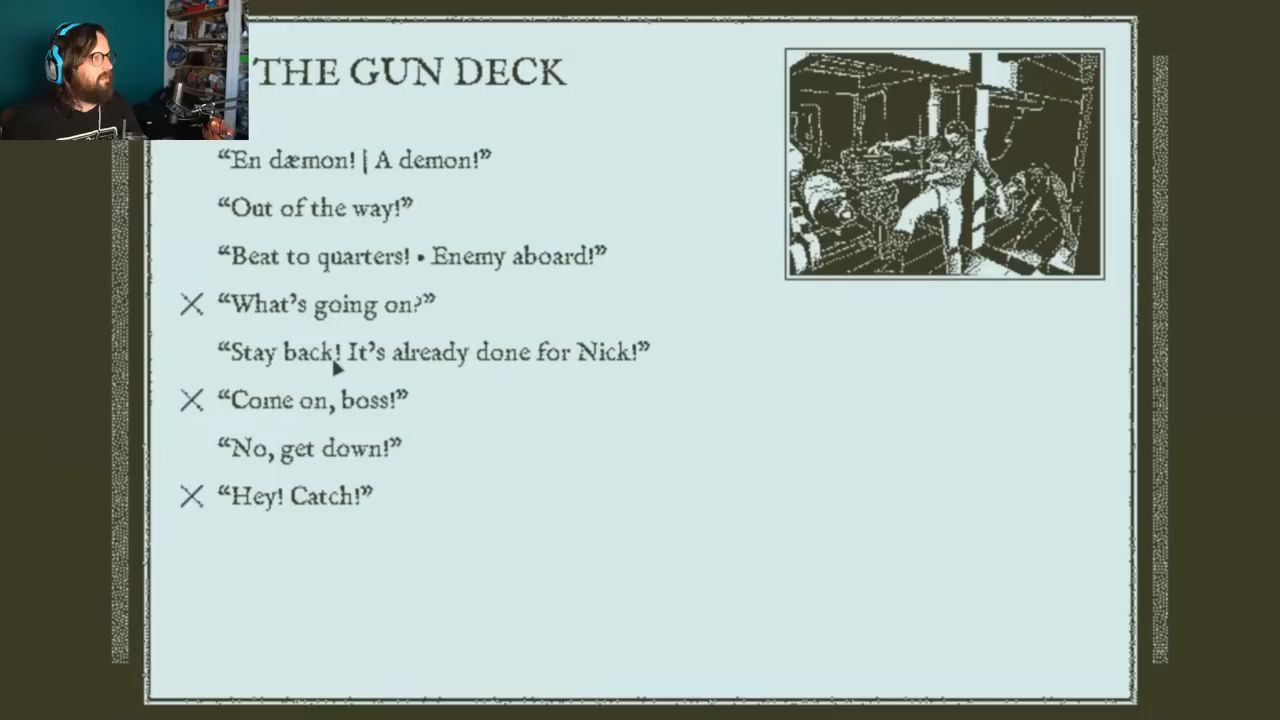 THE GUN DECK
“En dæmon! | A demon!”
“Out of the way!”
“Beat to quarters! • Enemy aboard!”
“What’s going on?”
“Stay back! It’s already done for Nick!”
“Come on, boss!”
“No, get down!”
“Hey! Catch!”